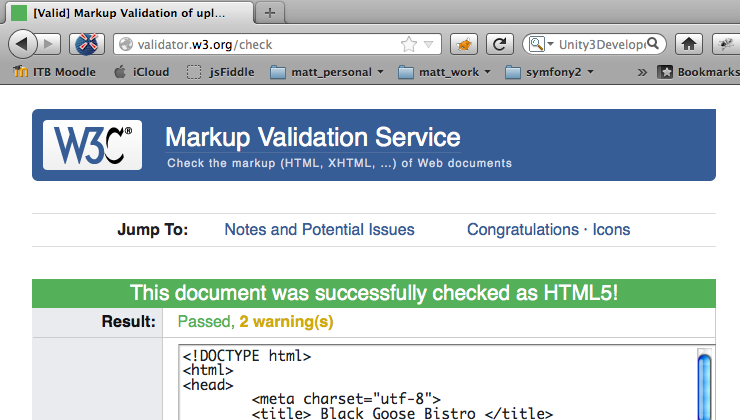 [Valid] Markup Validation of upl...
validator.w3.org/check
Unity3Develop
ITB Moodle iCloud jsFiddle matt_personal matt_work symfony2 » Bookmarks
W3C® Markup Validation Service
Check the markup (HTML, XHTML, …) of Web documents
Jump To: Notes and Potential Issues Congratulations · Icons
This document was successfully checked as HTML5!
Result: Passed, 2 warning(s)
<!DOCTYPE html>
<html>
<head>
<meta charset="utf-8">
<title> Black Goose Bistro </title>